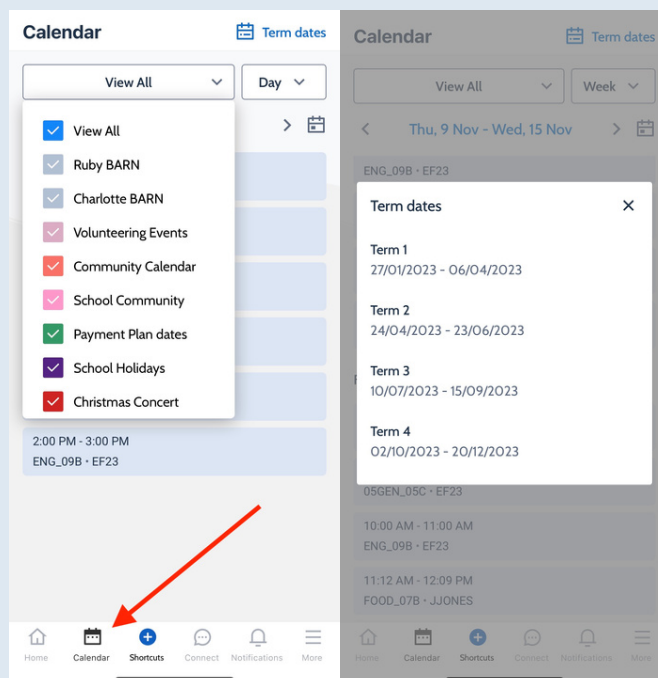 Calendar
Term dates
View All
Day
View All
Ruby BARN
Charlotte BARN
Volunteering Events
Community Calendar
School Community
Payment Plan dates
School Holidays
Christmas Concert
2:00 PM - 3:00 PM
ENG_09B • EF23
Home
Calendar
Shortcuts
Connect
Notifications
More
Calendar
Term dates
View All
Week
Thu, 9 Nov - Wed, 15 Nov
ENG_09B • EF23
Term dates
Term 1
27/01/2023 - 06/04/2023
Term 2
24/04/2023 - 23/06/2023
Term 3
10/07/2023 - 15/09/2023
Term 4
02/10/2023 - 20/12/2023
05GEN_05C • EF23
10:00 AM - 11:00 AM
ENG_09B • EF23
11:12 AM - 12:09 PM
FOOD_07B • JJONES
Home
Calendar
Shortcuts
Connect
Notifications
More